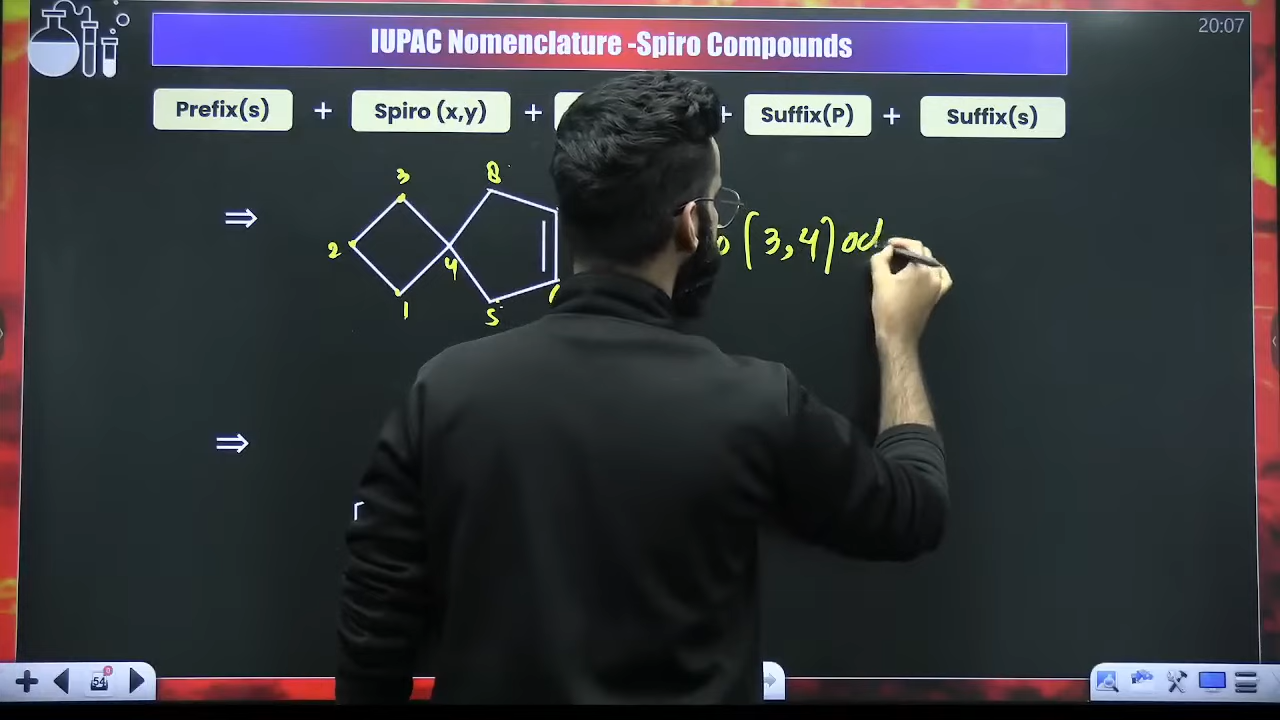 20:07
IUPAC Nomenclature -Spiro Compounds
Prefix(s) + Spiro (x,y) + + Suffix(P) + Suffix(s)
3 8
2 4
1 5
o [3,4] oct
⇒
⇒
54
9